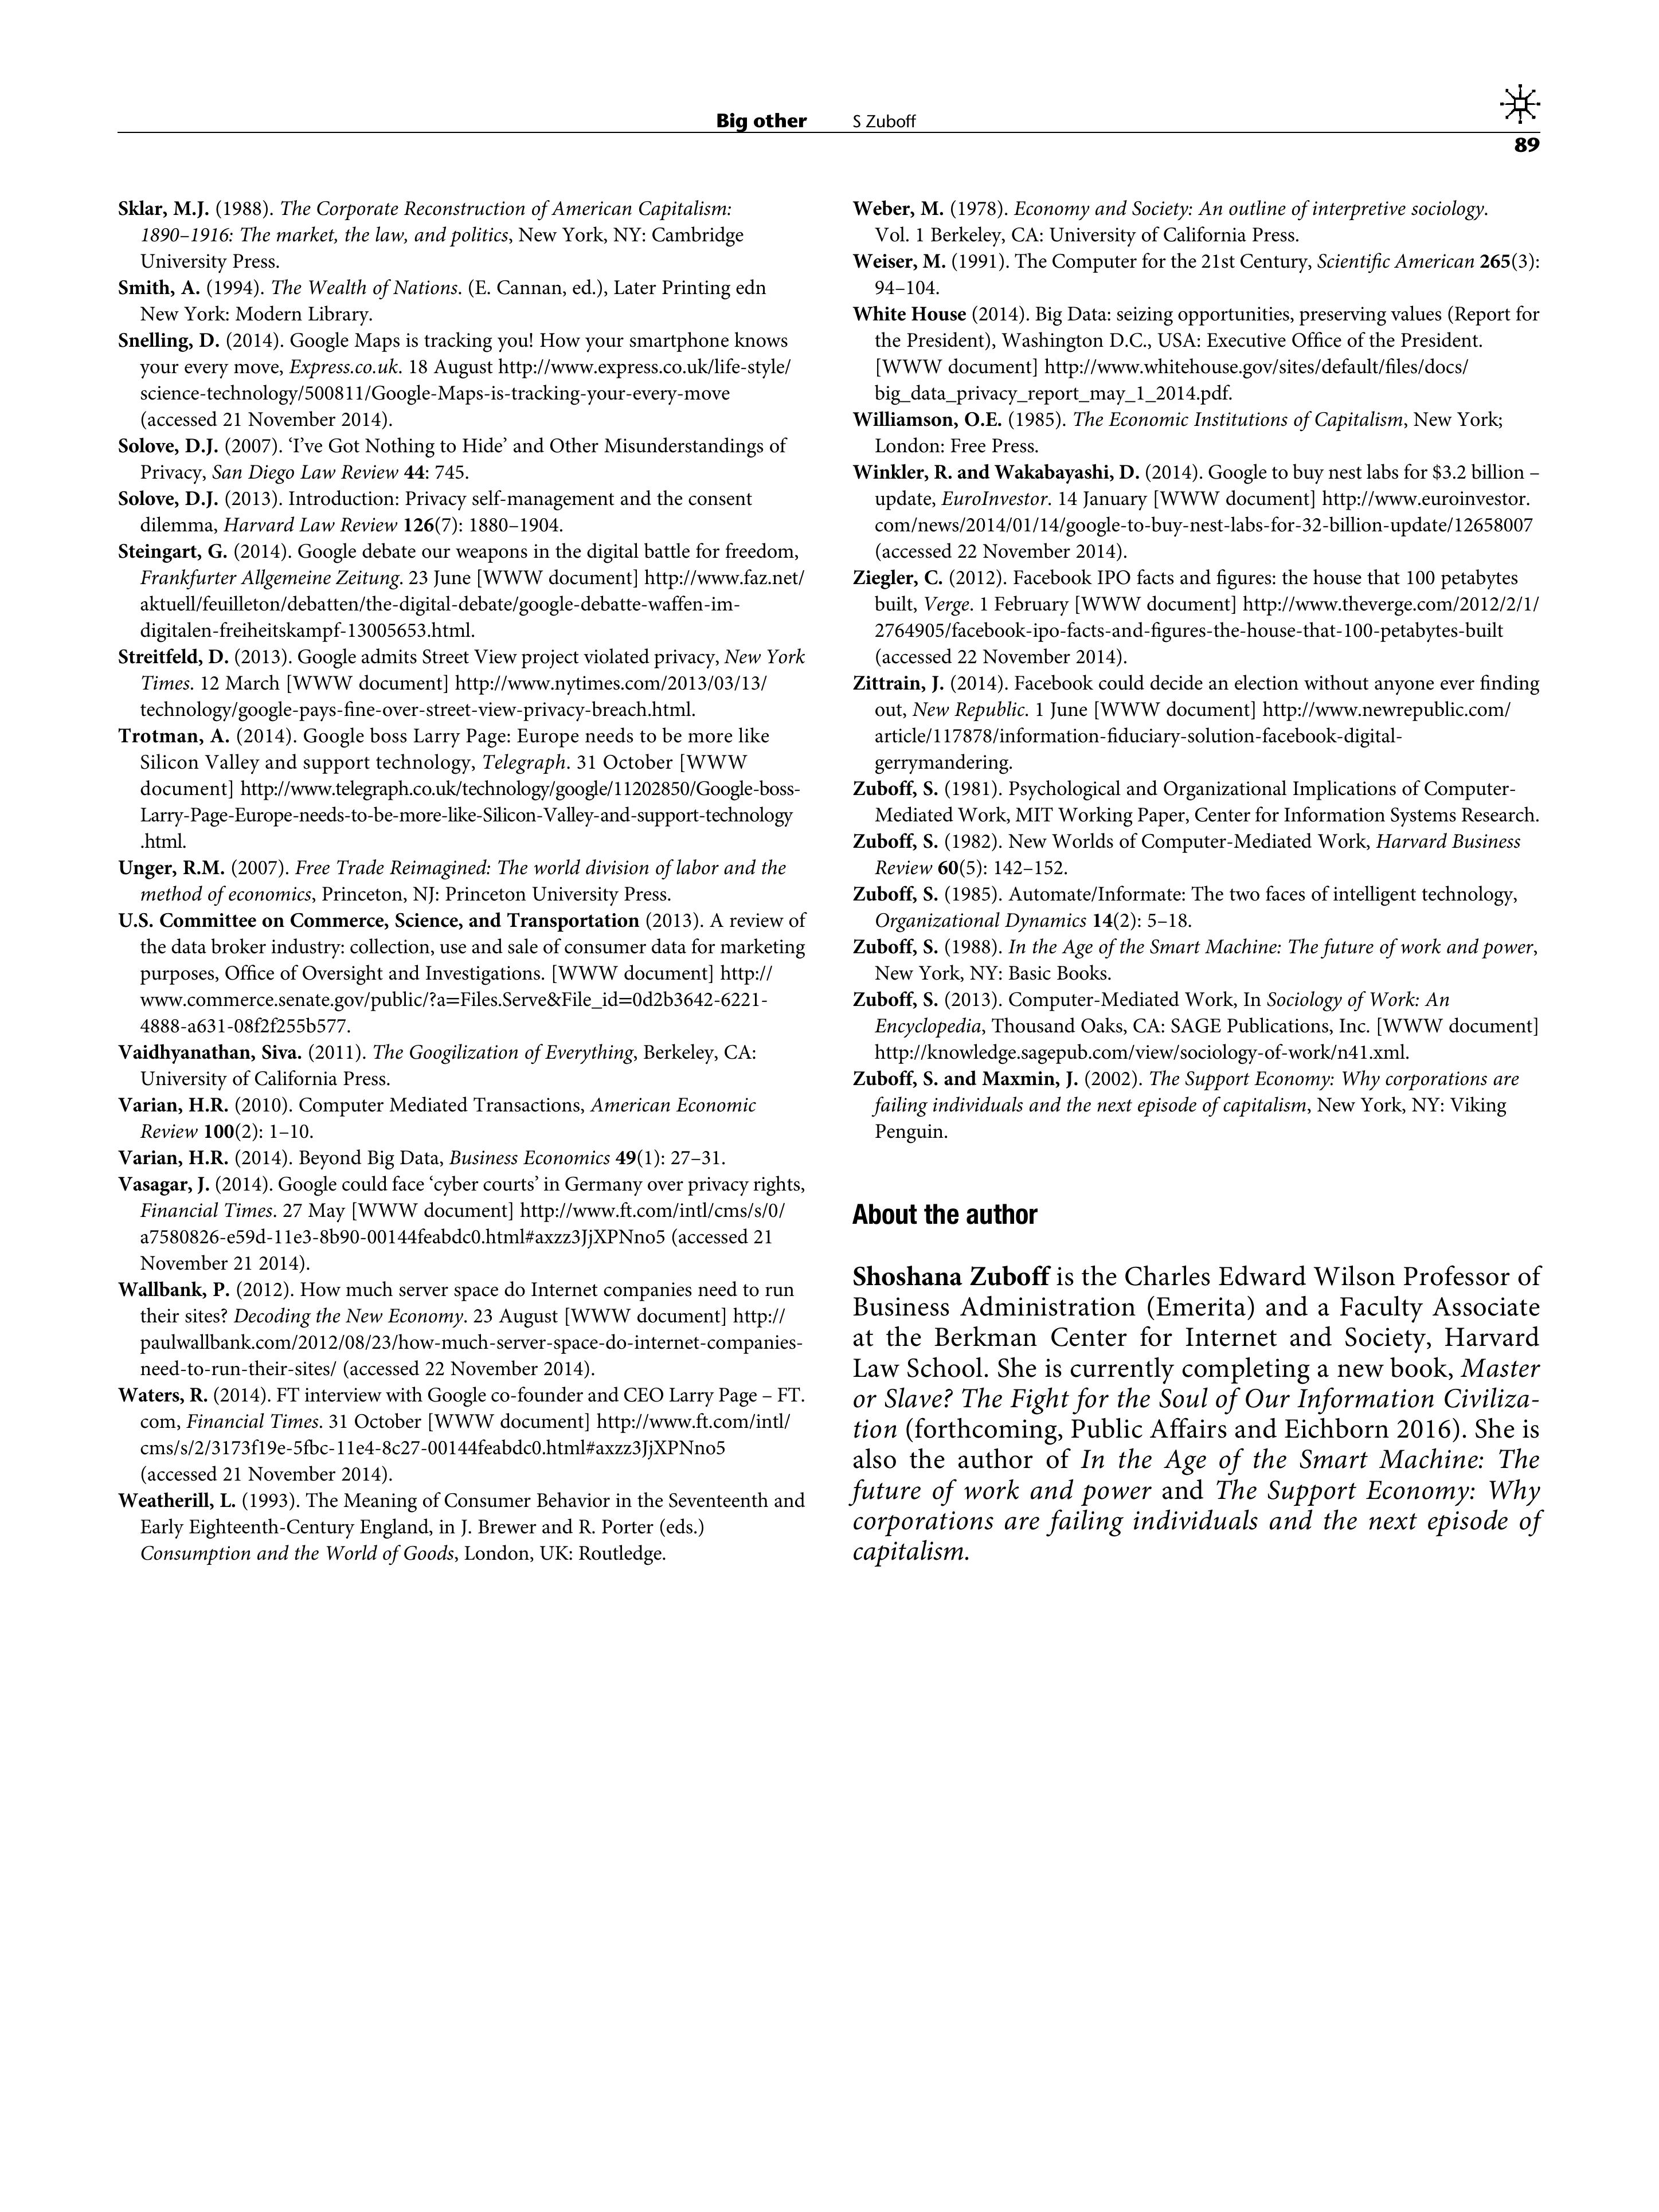 Big other S Zuboff
89
Sklar, M.J. (1988). The Corporate Reconstruction of American Capitalism:
1890–1916: The market, the law, and politics, New York, NY: Cambridge
University Press.
Smith, A. (1994). The Wealth of Nations. (E. Cannan, ed.), Later Printing edn
New York: Modern Library.
Snelling, D. (2014). Google Maps is tracking you! How your smartphone knows
your every move, Express.co.uk. 18 August http://www.express.co.uk/life-style/
science-technology/500811/Google-Maps-is-tracking-your-every-move
(accessed 21 November 2014).
Solove, D.J. (2007). ‘I’ve Got Nothing to Hide’ and Other Misunderstandings of
Privacy, San Diego Law Review 44: 745.
Solove, D.J. (2013). Introduction: Privacy self-management and the consent
dilemma, Harvard Law Review 126(7): 1880–1904.
Steingart, G. (2014). Google debate our weapons in the digital battle for freedom,
Frankfurter Allgemeine Zeitung. 23 June [WWW document] http://www.faz.net/
aktuell/feuilleton/debatten/the-digital-debate/google-debatte-waffen-im-
digitalen-freiheitskampf-13005653.html.
Streitfeld, D. (2013). Google admits Street View project violated privacy, New York
Times. 12 March [WWW document] http://www.nytimes.com/2013/03/13/
technology/google-pays-fine-over-street-view-privacy-breach.html.
Trotman, A. (2014). Google boss Larry Page: Europe needs to be more like
Silicon Valley and support technology, Telegraph. 31 October [WWW
document] http://www.telegraph.co.uk/technology/google/11202850/Google-boss-
Larry-Page-Europe-needs-to-be-more-like-Silicon-Valley-and-support-technology
.html.
Unger, R.M. (2007). Free Trade Reimagined: The world division of labor and the
method of economics, Princeton, NJ: Princeton University Press.
U.S. Committee on Commerce, Science, and Transportation (2013). A review of
the data broker industry: collection, use and sale of consumer data for marketing
purposes, Office of Oversight and Investigations. [WWW document] http://
www.commerce.senate.gov/public/?a=Files.Serve&File_id=0d2b3642-6221-
4888-a631-08f2f255b577.
Vaidhyanathan, Siva. (2011). The Googilization of Everything, Berkeley, CA:
University of California Press.
Varian, H.R. (2010). Computer Mediated Transactions, American Economic
Review 100(2): 1–10.
Varian, H.R. (2014). Beyond Big Data, Business Economics 49(1): 27–31.
Vasagar, J. (2014). Google could face ‘cyber courts’ in Germany over privacy rights,
Financial Times. 27 May [WWW document] http://www.ft.com/intl/cms/s/0/
a7580826-e59d-11e3-8b90-00144feabdc0.html#axzz3JjXPNno5 (accessed 21
November 21 2014).
Wallbank, P. (2012). How much server space do Internet companies need to run
their sites? Decoding the New Economy. 23 August [WWW document] http://
paulwallbank.com/2012/08/23/how-much-server-space-do-internet-companies-
need-to-run-their-sites/ (accessed 22 November 2014).
Waters, R. (2014). FT interview with Google co-founder and CEO Larry Page – FT.
com, Financial Times. 31 October [WWW document] http://www.ft.com/intl/
cms/s/2/3173f19e-5fbc-11e4-8c27-00144feabdc0.html#axzz3JjXPNno5
(accessed 21 November 2014).
Weatherill, L. (1993). The Meaning of Consumer Behavior in the Seventeenth and
Early Eighteenth-Century England, in J. Brewer and R. Porter (eds.)
Consumption and the World of Goods, London, UK: Routledge.
Weber, M. (1978). Economy and Society: An outline of interpretive sociology.
Vol. 1 Berkeley, CA: University of California Press.
Weiser, M. (1991). The Computer for the 21st Century, Scientific American 265(3):
94–104.
White House (2014). Big Data: seizing opportunities, preserving values (Report for
the President), Washington D.C., USA: Executive Office of the President.
[WWW document] http://www.whitehouse.gov/sites/default/files/docs/
big_data_privacy_report_may_1_2014.pdf.
Williamson, O.E. (1985). The Economic Institutions of Capitalism, New York;
London: Free Press.
Winkler, R. and Wakabayashi, D. (2014). Google to buy nest labs for $3.2 billion –
update, EuroInvestor. 14 January [WWW document] http://www.euroinvestor.
com/news/2014/01/14/google-to-buy-nest-labs-for-32-billion-update/12658007
(accessed 22 November 2014).
Ziegler, C. (2012). Facebook IPO facts and figures: the house that 100 petabytes
built, Verge. 1 February [WWW document] http://www.theverge.com/2012/2/1/
2764905/facebook-ipo-facts-and-figures-the-house-that-100-petabytes-built
(accessed 22 November 2014).
Zittrain, J. (2014). Facebook could decide an election without anyone ever finding
out, New Republic. 1 June [WWW document] http://www.newrepublic.com/
article/117878/information-fiduciary-solution-facebook-digital-
gerrymandering.
Zuboff, S. (1981). Psychological and Organizational Implications of Computer-
Mediated Work, MIT Working Paper, Center for Information Systems Research.
Zuboff, S. (1982). New Worlds of Computer-Mediated Work, Harvard Business
Review 60(5): 142–152.
Zuboff, S. (1985). Automate/Informate: The two faces of intelligent technology,
Organizational Dynamics 14(2): 5–18.
Zuboff, S. (1988). In the Age of the Smart Machine: The future of work and power,
New York, NY: Basic Books.
Zuboff, S. (2013). Computer-Mediated Work, In Sociology of Work: An
Encyclopedia, Thousand Oaks, CA: SAGE Publications, Inc. [WWW document]
http://knowledge.sagepub.com/view/sociology-of-work/n41.xml.
Zuboff, S. and Maxmin, J. (2002). The Support Economy: Why corporations are
failing individuals and the next episode of capitalism, New York, NY: Viking
Penguin.
About the author
Shoshana Zuboff is the Charles Edward Wilson Professor of
Business Administration (Emerita) and a Faculty Associate
at the Berkman Center for Internet and Society, Harvard
Law School. She is currently completing a new book, Master
or Slave? The Fight for the Soul of Our Information Civiliza-
tion (forthcoming, Public Affairs and Eichborn 2016). She is
also the author of In the Age of the Smart Machine: The
future of work and power and The Support Economy: Why
corporations are failing individuals and the next episode of
capitalism.